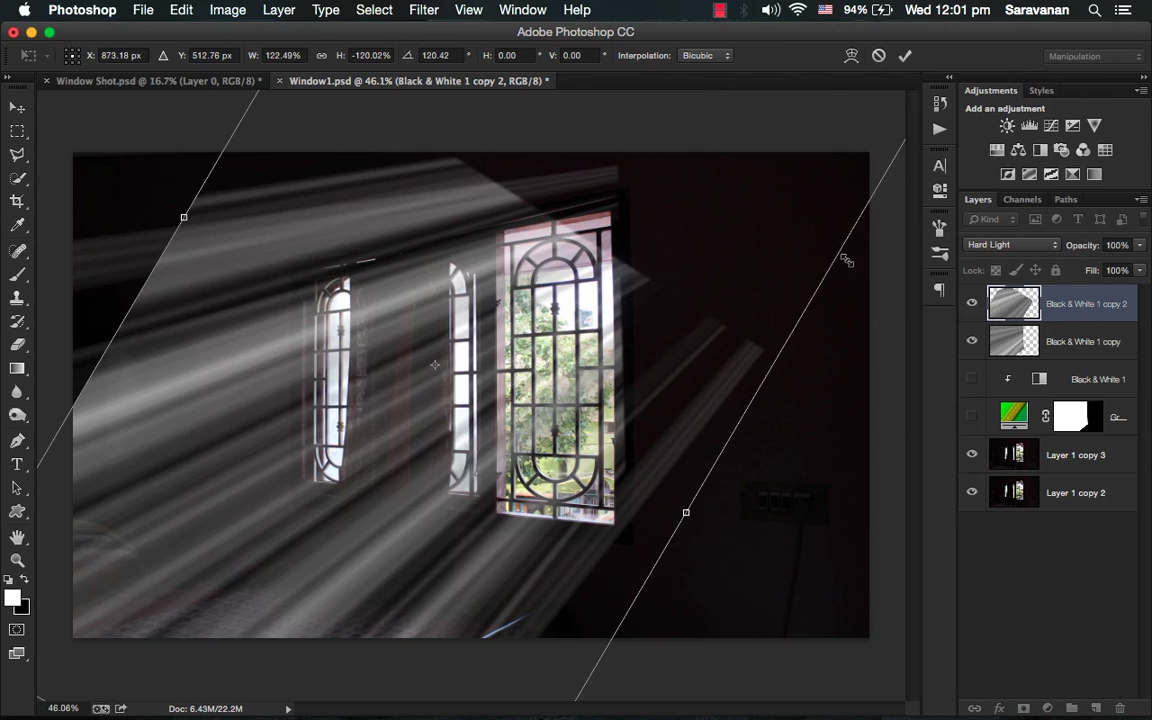 Photoshop File Edit Image Layer Type Select Filter View Window Help 94% Wed 12:01 pm Saravanan
Adobe Photoshop CC
X: 873.18 px Y: 512.76 px W: 122.49% H: -120.02% 120.42 ° H: 0.00 ° V: 0.00 ° Interpolation: Bicubic Manipulation
Window Shot.psd @ 16.7% (Layer 0, RGB/8) * Window1.psd @ 46.1% (Black & White 1 copy 2, RGB/8) *
Adjustments Styles
Add an adjustment
Layers Channels Paths
Kind
Hard Light Opacity: 100%
Lock: Fill: 100%
Black & White 1 copy 2
Black & White 1 copy
Black & White 1
Gr...
Layer 1 copy 3
Layer 1 copy 2
46.06% Doc: 6.43M/22.2M